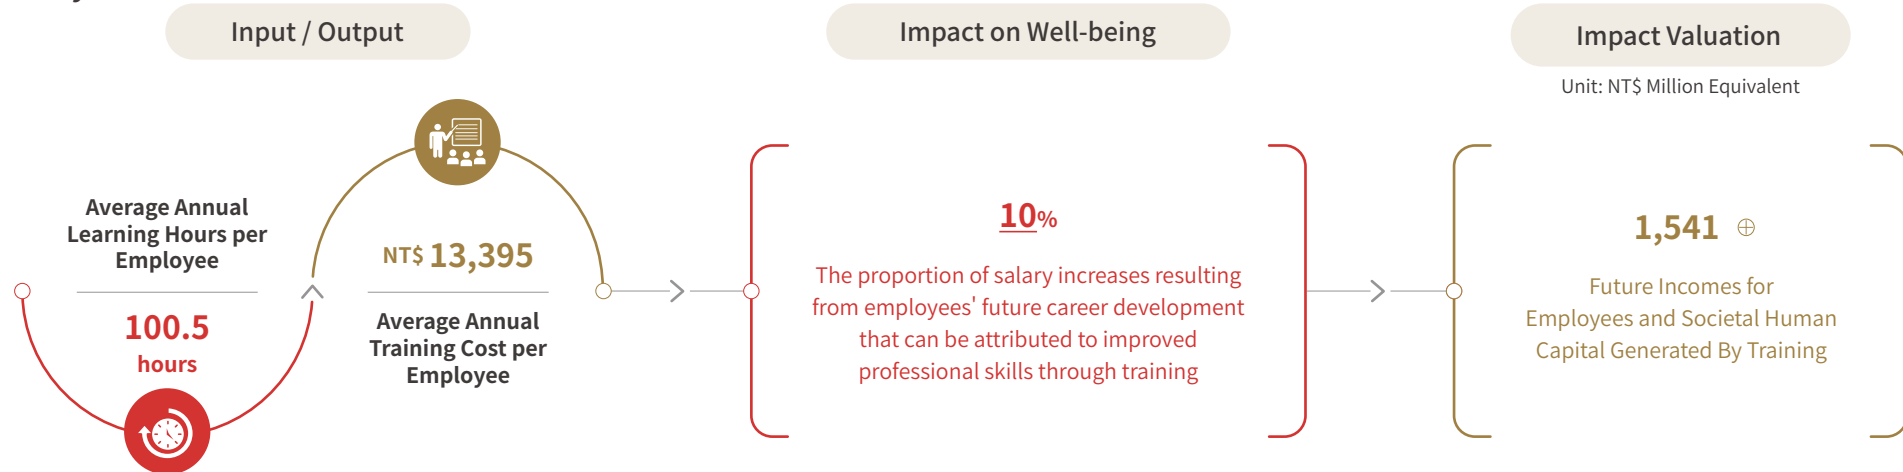 Input / Output
Impact on Well-being
Impact Valuation
Unit: NT$ Million Equivalent
Average Annual
Learning Hours per
Employee
100.5
hours
NT$ 13,395
Average Annual
Training Cost per
Employee
10%
The proportion of salary increases resulting
from employees' future career development
that can be attributed to improved
professional skills through training
1,541 ⊕
Future Incomes for
Employees and Societal Human
Capital Generated By Training